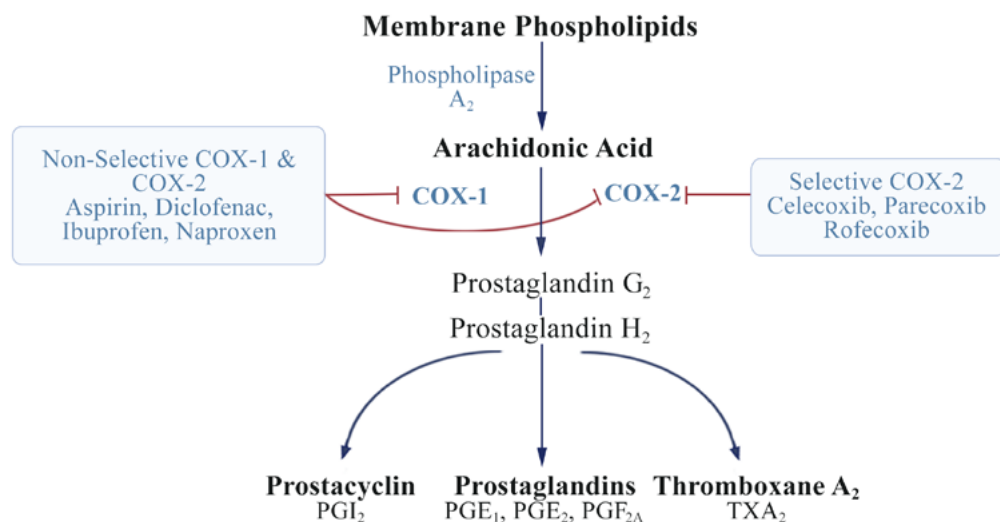 Membrane Phospholipids
Phospholipase
A₂
Arachidonic Acid
Non-Selective COX-1 &
COX-2
Aspirin, Diclofenac,
Ibuprofen, Naproxen
COX-1
COX-2
Selective COX-2
Celecoxib, Parecoxib
Rofecoxib
Prostaglandin G₂
Prostaglandin H₂
Prostacyclin
PGI₂
Prostaglandins
PGE₁, PGE₂, PGF₂ₐ
Thromboxane A₂
TXA₂